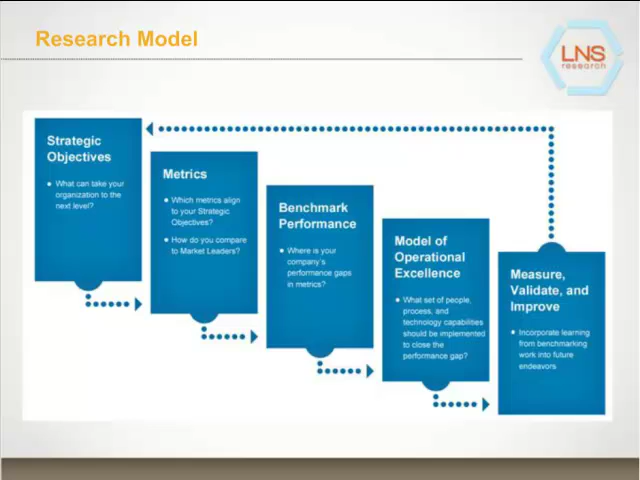 Research Model
LNS
research
Strategic
Objectives
• What can take your
organization to the
next level?
Metrics
• Which metrics align
to your Strategic
Objectives?
• How do you compare
to Market Leaders?
Benchmark
Performance
• Where is your
company's
performance gaps
in metrics?
Model of
Operational
Excellence
• What set of people,
process, and
technology capabilities
should be implemented
to close the
performance gap?
Measure,
Validate, and
Improve
• Incorporate learning
from benchmarking
work into future
endeavors